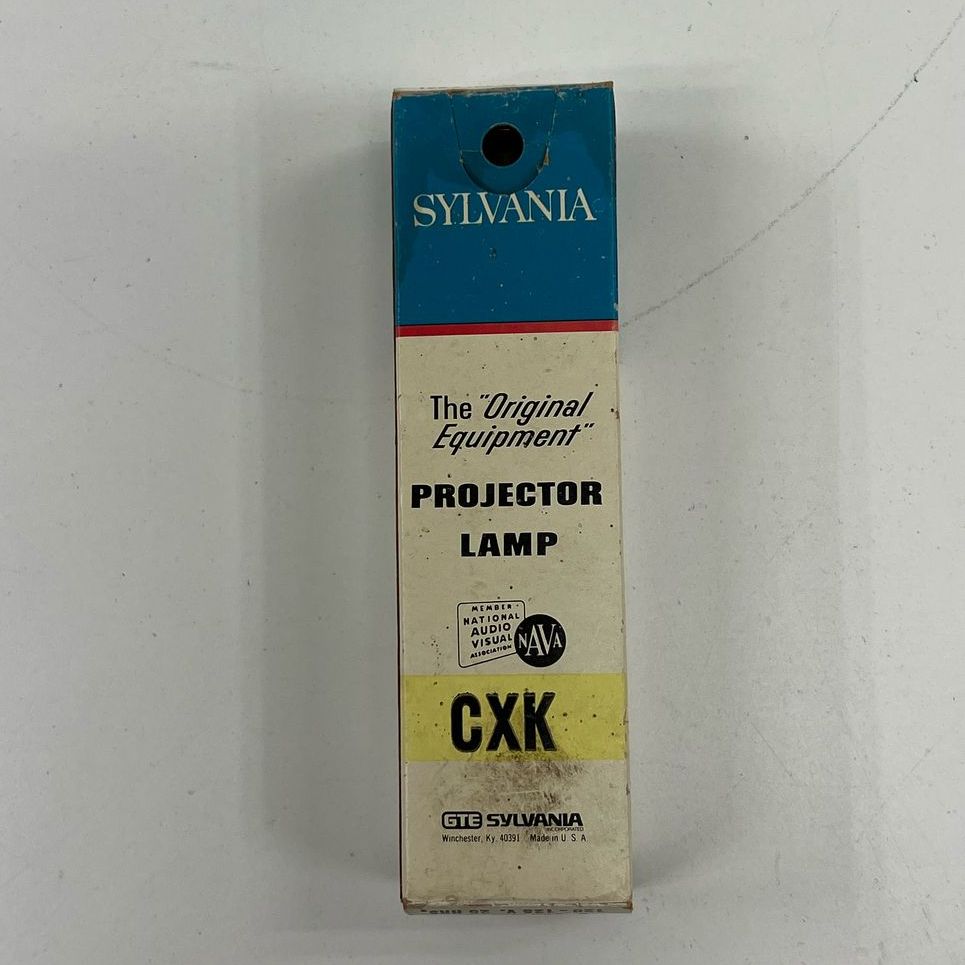 SYLVANIA
The "Original
Equipment"
PROJECTOR
LAMP
MEMBER
NATIONAL
AUDIO
VISUAL
ASSOCIATION
NAVA
CXK
GTE SYLVANIA
INCORPORATED
Winchester, Ky. 40391 Made in U S A